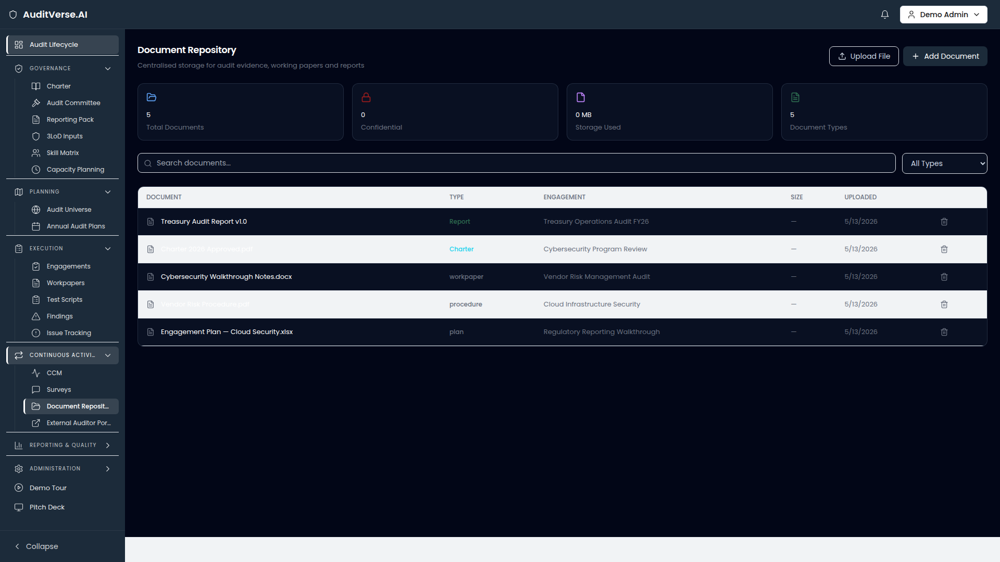 AuditVerse.AI
Demo Admin
Audit Lifecycle
GOVERNANCE
Charter
Audit Committee
Reporting Pack
3LoD Inputs
Skill Matrix
Capacity Planning
PLANNING
Audit Universe
Annual Audit Plans
EXECUTION
Engagements
Workpapers
Test Scripts
Findings
Issue Tracking
CONTINUOUS ACTIVI...
CCM
Surveys
Document Reposit...
External Auditor Por...
REPORTING & QUALITY
ADMINISTRATION
Demo Tour
Pitch Deck
Collapse
Document Repository
Centralised storage for audit evidence, working papers and reports
Upload File
Add Document
5
Total Documents
0
Confidential
0 MB
Storage Used
5
Document Types
Search documents...
All Types
DOCUMENT TYPE ENGAGEMENT SIZE UPLOADED
Treasury Audit Report v1.0 Report Treasury Operations Audit FY26 — 5/13/2026
Charter 2026 Approved.pdf Charter Cybersecurity Program Review — 5/13/2026
Cybersecurity Walkthrough Notes.docx workpaper Vendor Risk Management Audit — 5/13/2026
Vendor Risk Procedure.pdf procedure Cloud Infrastructure Security — 5/13/2026
Engagement Plan — Cloud Security.xlsx plan Regulatory Reporting Walkthrough — 5/13/2026